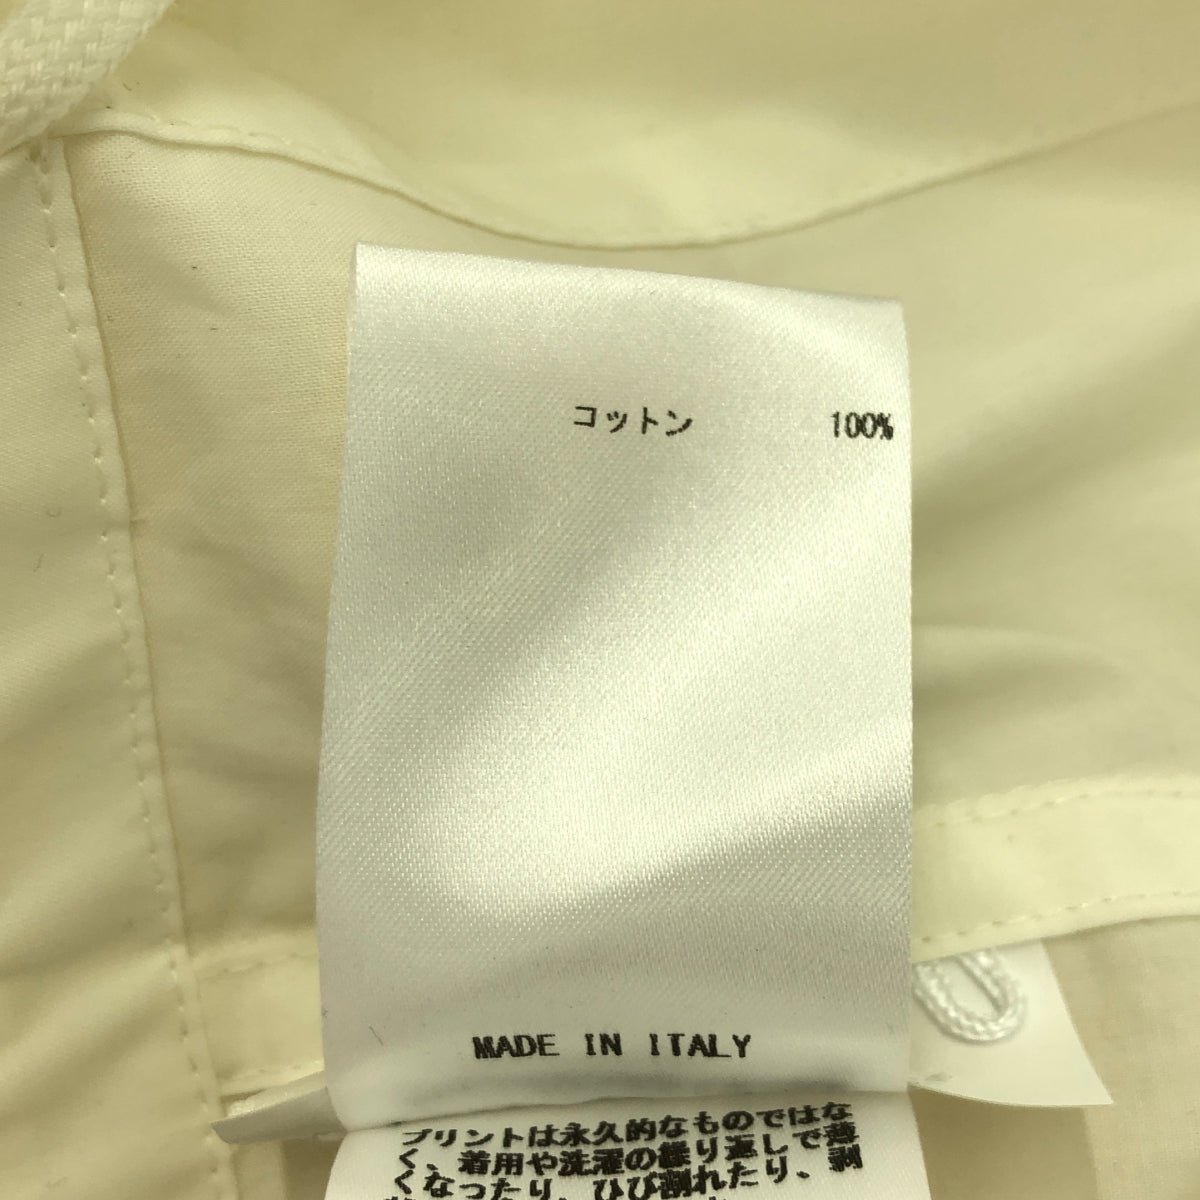 コットン 100%
MADE IN ITALY
プリントは永久的なものではな
く、着用や洗濯の繰り返しで薄
くなったり、ひび割れたり、剥